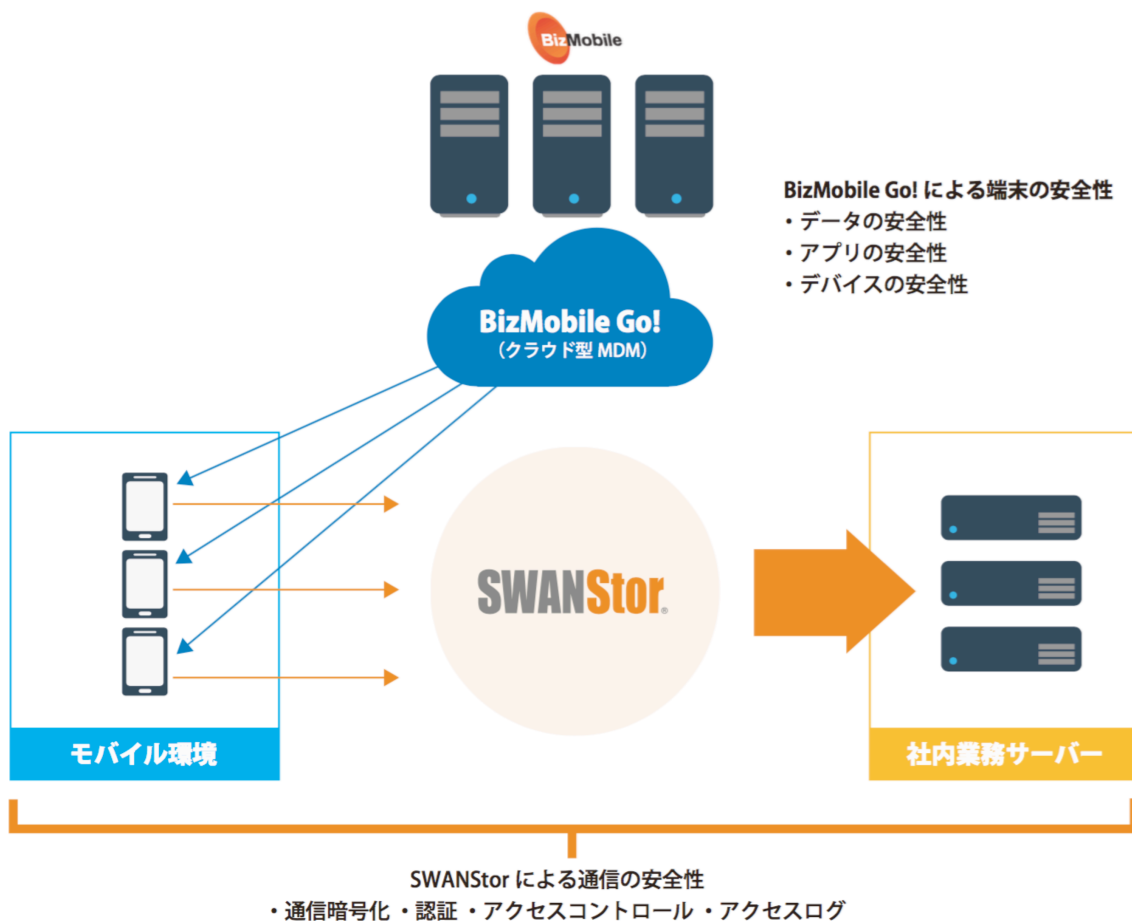 BizMobile
BizMobile Go! による端末の安全性
・データの安全性
・アプリの安全性
・デバイスの安全性
BizMobile Go!
（クラウド型 MDM）
SWANStor®
モバイル環境
社内業務サーバー
SWANStor による通信の安全性
・通信暗号化 ・認証 ・アクセスコントロール ・アクセスログ